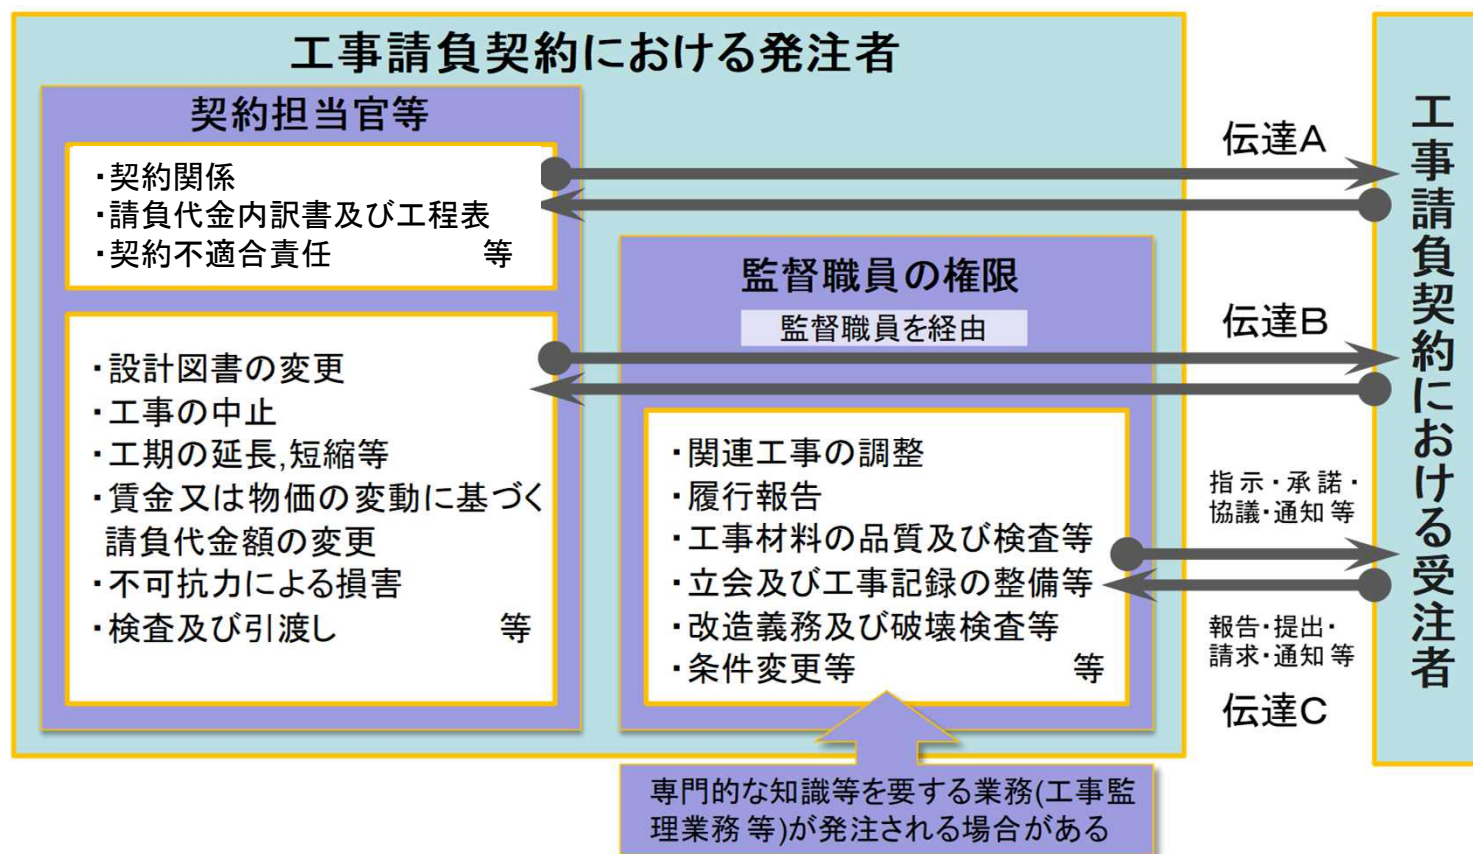 工事請負契約における発注者
契約担当官等
・契約関係
・請負代金内訳書及び工程表
・契約不適合責任　　　　等
・設計図書の変更
・工事の中止
・工期の延長,短縮等
・賃金又は物価の変動に基づく
請負代金額の変更
・不可抗力による損害
・検査及び引渡し　　　　等
監督職員の権限
監督職員を経由
・関連工事の調整
・履行報告
・工事材料の品質及び検査等
・立会及び工事記録の整備等
・改造義務及び破壊検査等
・条件変更等　　　　　　等
専門的な知識等を要する業務(工事監
理業務等)が発注される場合がある
伝達A
伝達B
指示・承諾・
協議・通知等
報告・提出・
請求・通知等
伝達C
工事請負契約における受注者